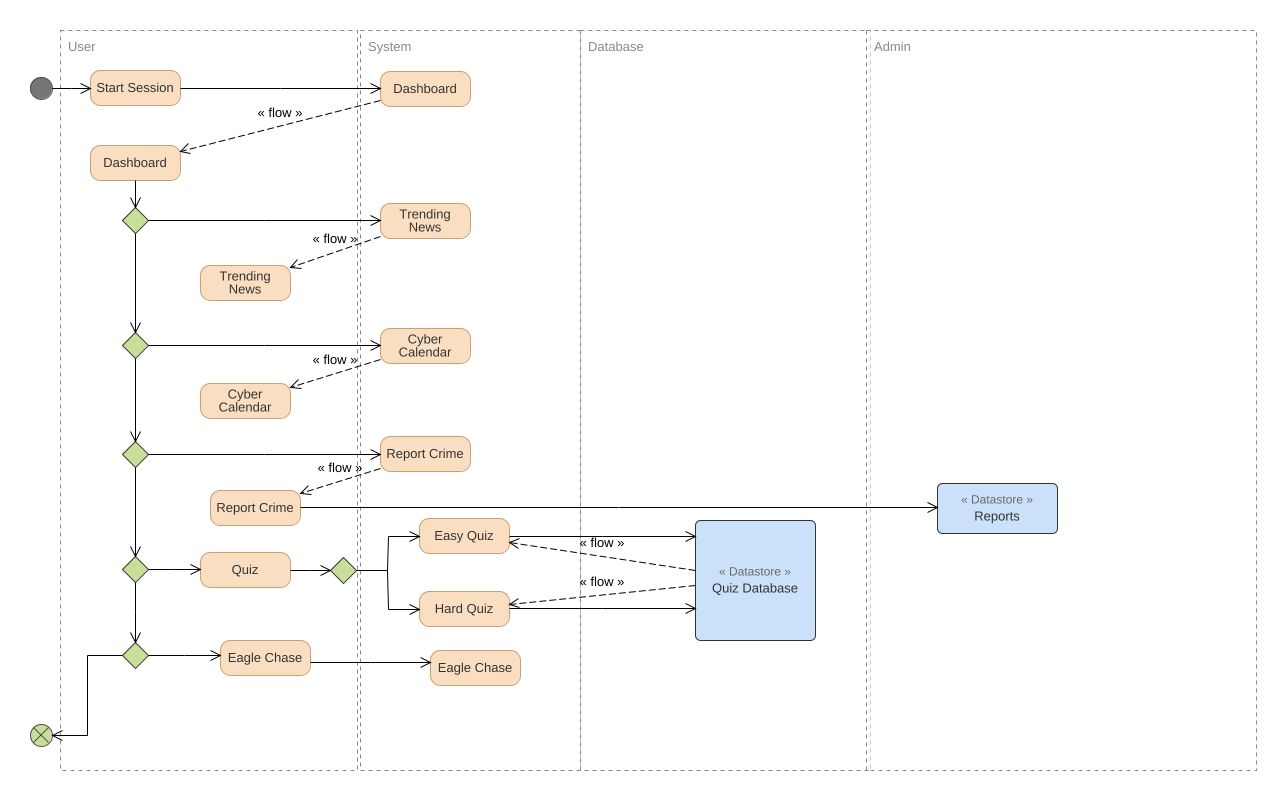 User
System
Database
Admin
Start Session
Dashboard
« flow »
Dashboard
Trending
News
« flow »
Trending
News
Cyber
Calendar
« flow »
Cyber
Calendar
Report Crime
« flow »
Report Crime
« Datastore »
Reports
Easy Quiz
« flow »
Quiz
« Datastore »
Quiz Database
« flow »
Hard Quiz
Eagle Chase
Eagle Chase